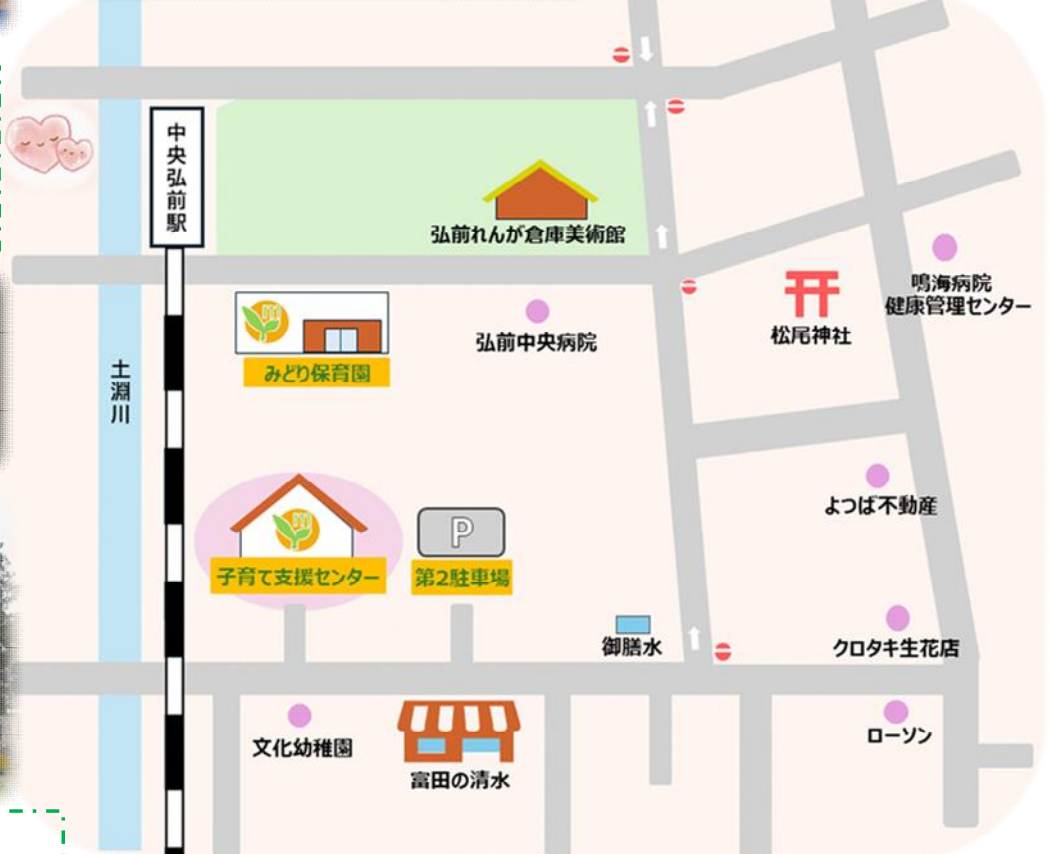 中央弘前駅
弘前れんが倉庫美術館
鳴海病院
健康管理センター
松尾神社
弘前中央病院
みどり保育園
土淵川
よつば不動産
P
子育て支援センター
第2駐車場
御膳水
クロタキ生花店
ローソン
文化幼稚園
富田の清水